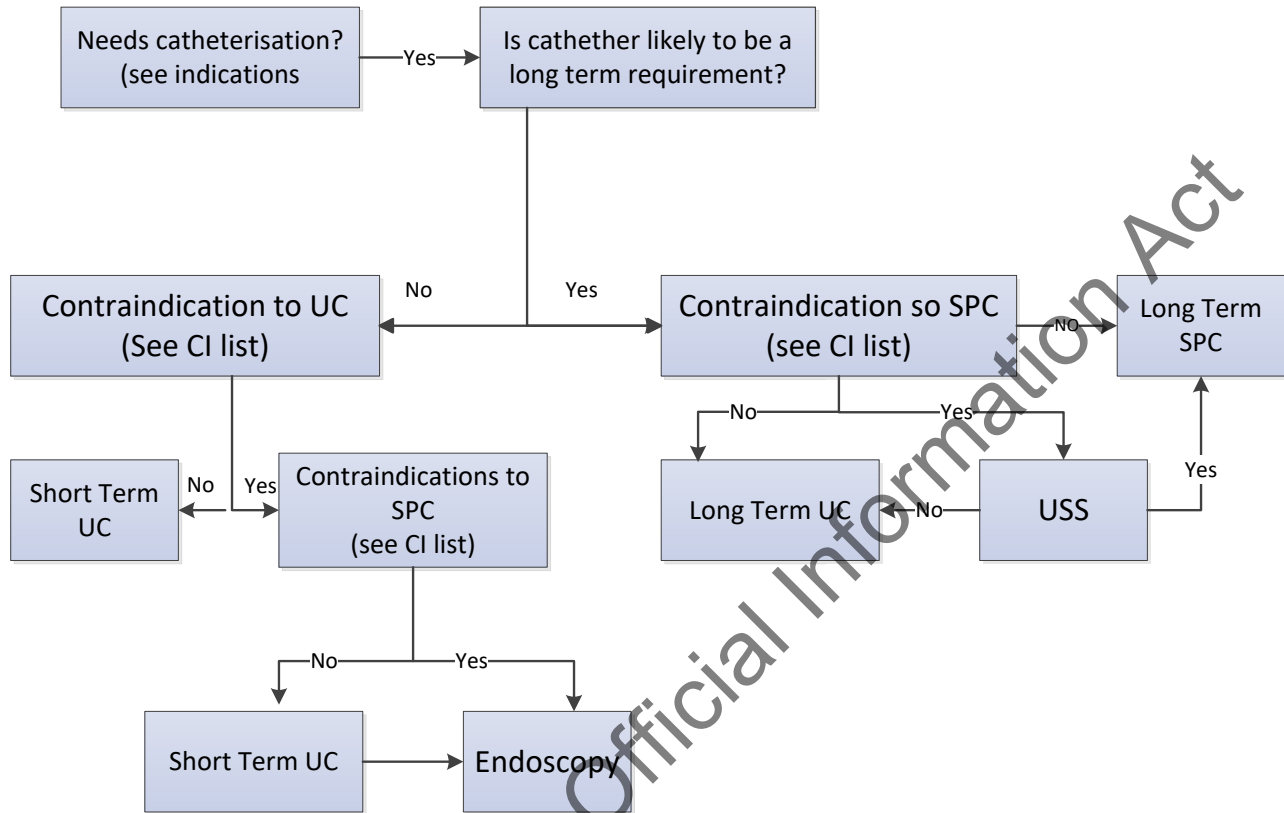 Needs catheterisation?
(see indications
Yes
Is cathether likely to be a
long term requirement?
No
Yes
Contraindication to UC
(See CI list)
Contraindication so SPC
(see CI list)
NO
Long Term
SPC
No
Yes
Short Term
UC
No
Yes
Contraindications to
SPC
(see CI list)
Long Term UC
No
USS
Yes
No
Yes
Short Term UC
Endoscopy
Official Information Act